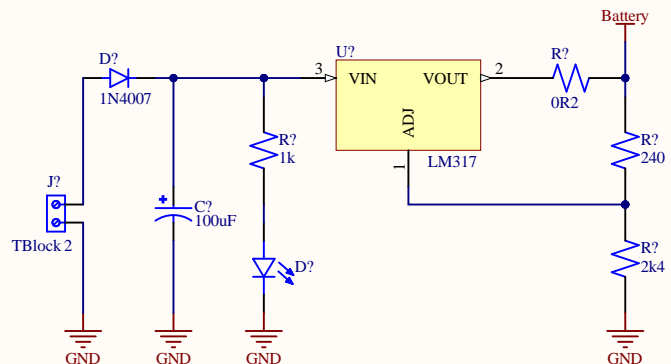 Battery
D?
1N4007
U?
3
VIN
VOUT
2
ADJ
1
LM317
R?
0R2
R?
1k
R?
240
J?
TBlock 2
C?
100uF
D?
R?
2k4
GND
GND
GND
GND